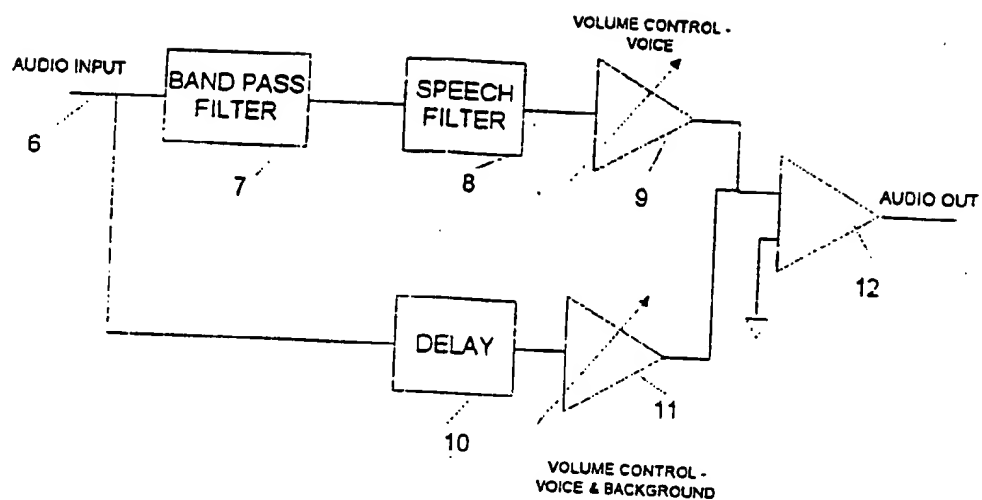 VOLUME CONTROL -
VOICE
AUDIO INPUT
BAND PASS
FILTER
SPEECH
FILTER
6
7
8
9
AUDIO OUT
12
DELAY
10
11
VOLUME CONTROL -
VOICE & BACKGROUND